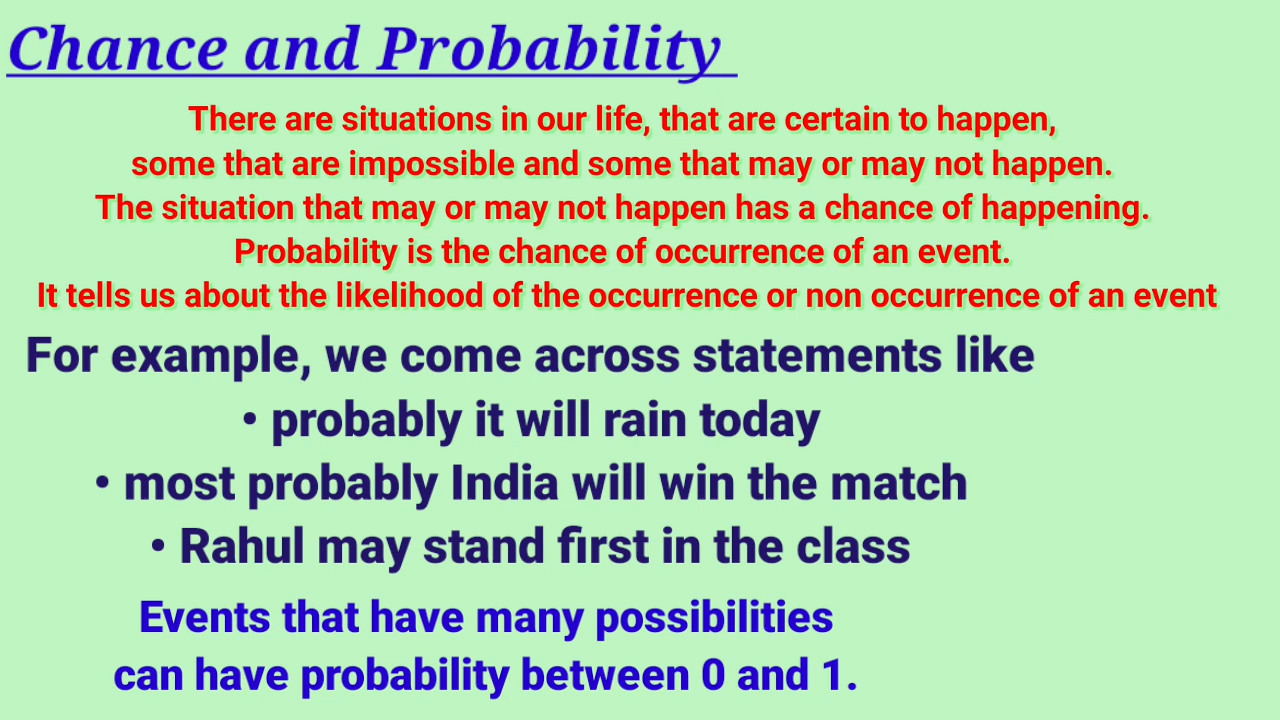 Chance and Probability
There are situations in our life, that are certain to happen,
some that are impossible and some that may or may not happen.
The situation that may or may not happen has a chance of happening.
Probability is the chance of occurrence of an event.
It tells us about the likelihood of the occurrence or non occurrence of an event
For example, we come across statements like
• probably it will rain today
• most probably India will win the match
• Rahul may stand first in the class
Events that have many possibilities
can have probability between 0 and 1.